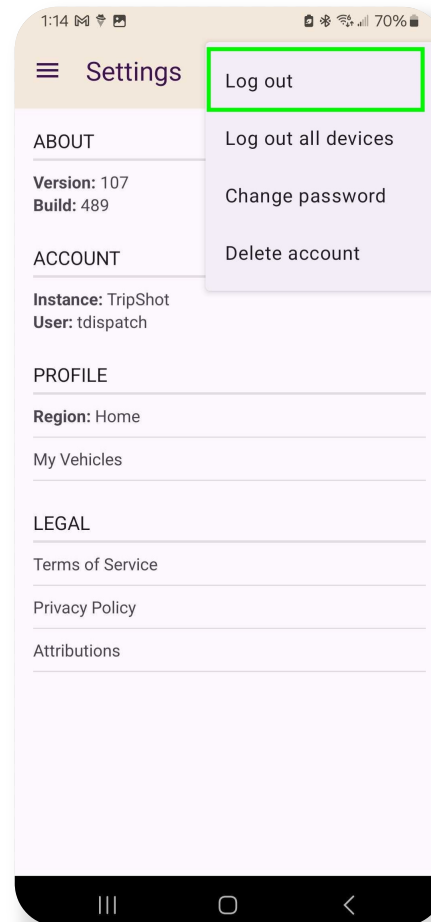 1:14
70%
Settings
Log out
Log out all devices
Change password
Delete account
ABOUT
Version: 107
Build: 489
ACCOUNT
Instance: TripShot
User: tdispatch
PROFILE
Region: Home
My Vehicles
LEGAL
Terms of Service
Privacy Policy
Attributions